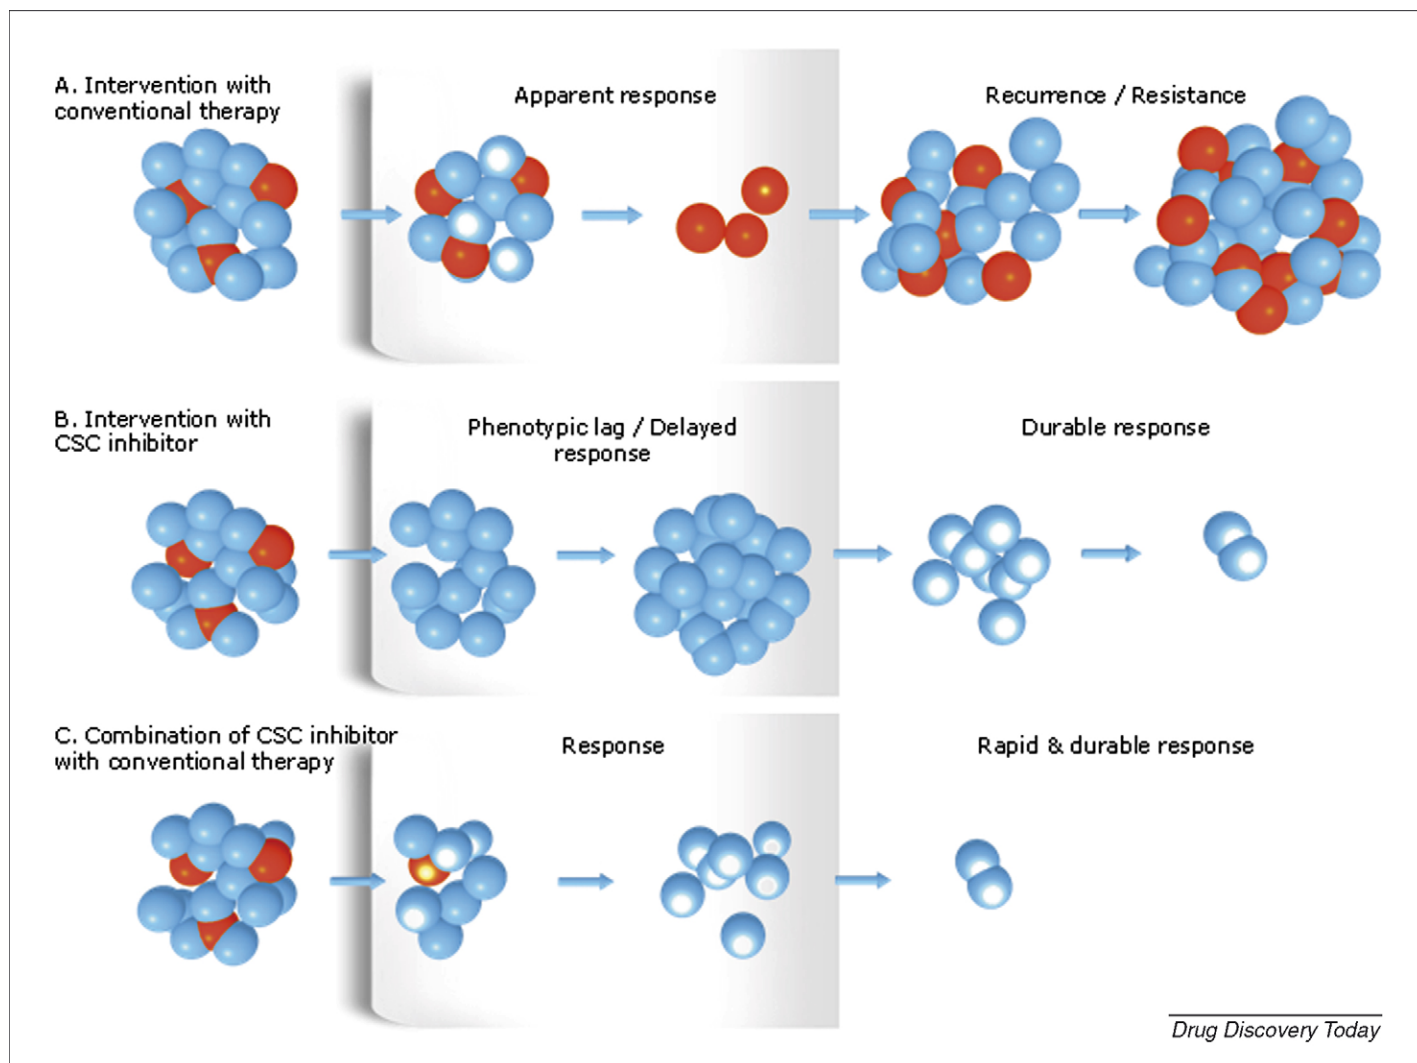 A. Intervention with
conventional therapy
Apparent response
Recurrence / Resistance
B. Intervention with
CSC inhibitor
Phenotypic lag / Delayed
response
Durable response
C. Combination of CSC inhibitor
with conventional therapy
Response
Rapid & durable response
Drug Discovery Today